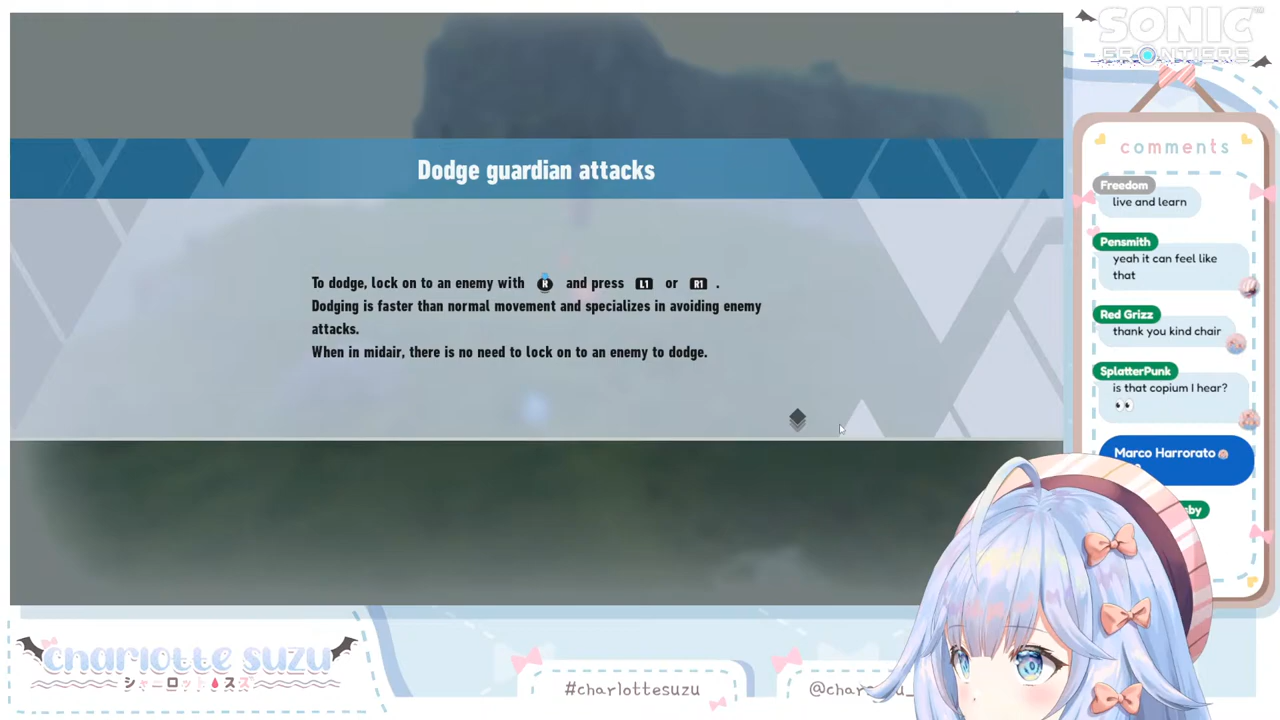 SONIC
FRONTIERS
Dodge guardian attacks
To dodge, lock on to an enemy with R and press L1 or R1 .
Dodging is faster than normal movement and specializes in avoiding enemy
attacks.
When in midair, there is no need to lock on to an enemy to dodge.
comments
Freedom
live and learn
Pensmith
yeah it can feel like
that
Red Grizz
thank you kind chair
SplatterPunk
is that copium I hear?
👀
Marco Harrorato
sby
charlotte suzu
シャーロット スズ
#charlottesuzu